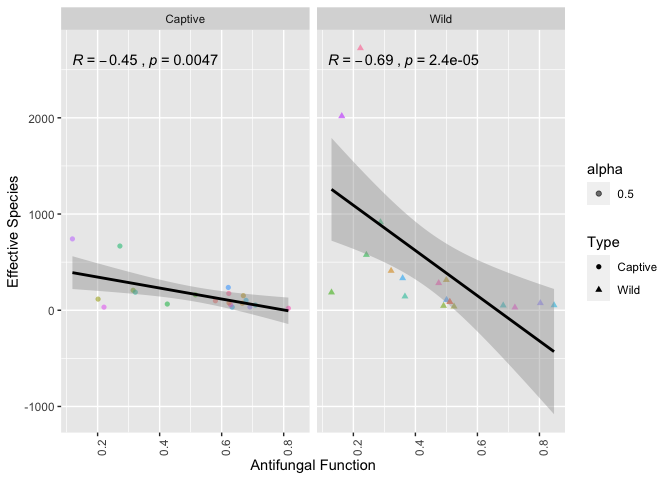 Captive
Wild
R = −0.45 , p = 0.0047
R = −0.69 , p = 2.4e-05
2000
1000
0
-1000
Effective Species
0.2
0.4
0.6
0.8
0.2
0.4
0.6
0.8
Antifungal Function
alpha
0.5
Type
Captive
Wild